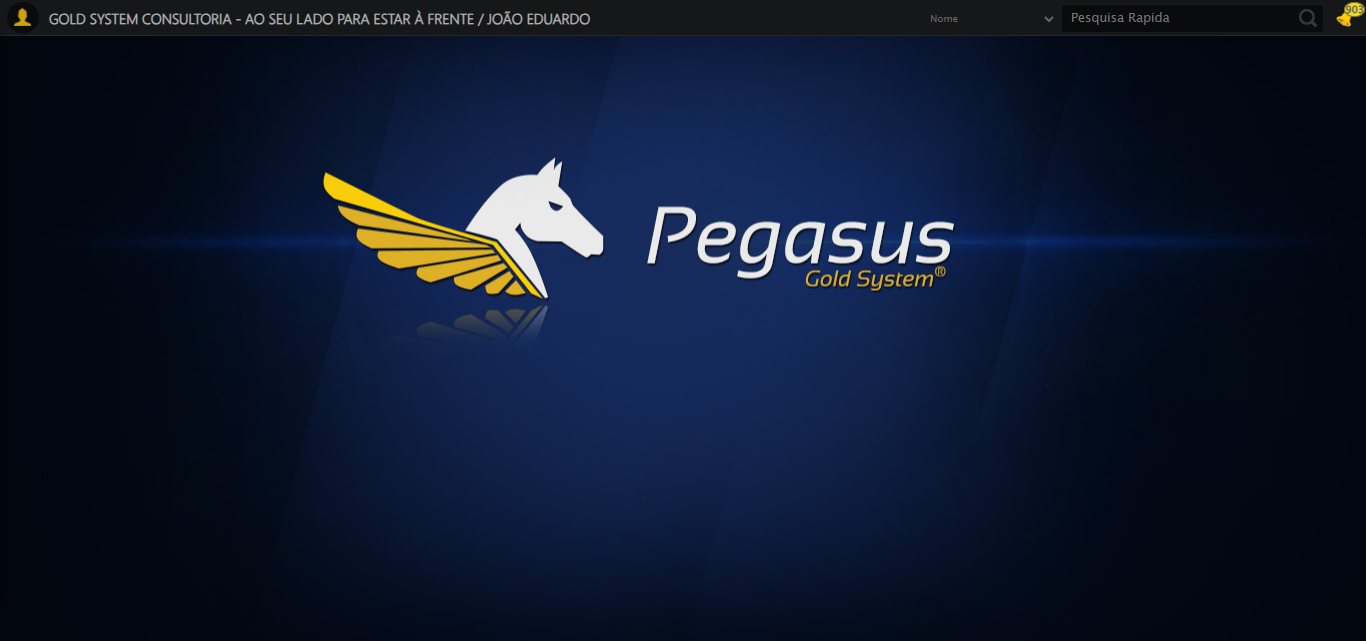 GOLD SYSTEM CONSULTORIA - AO SEU LADO PARA ESTAR À FRENTE / JOÃO EDUARDO
Nome
Pesquisa Rapida
903
Pegasus
Gold System®